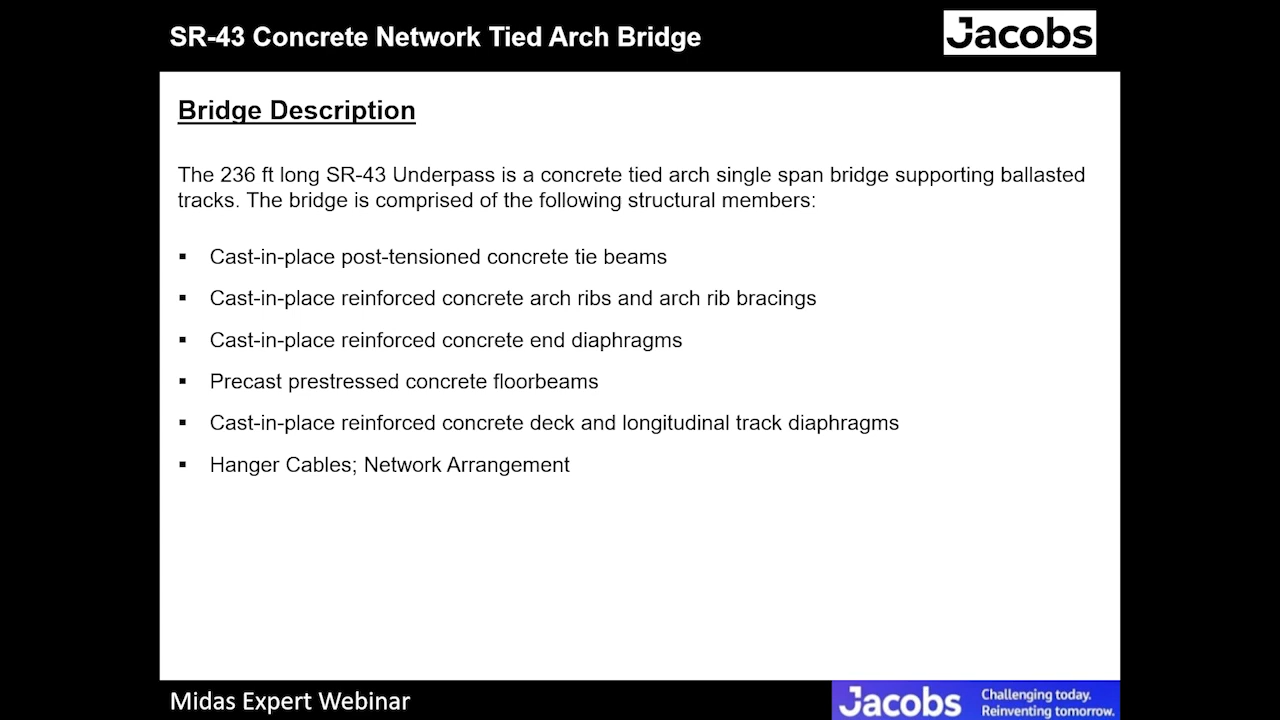 SR-43 Concrete Network Tied Arch Bridge
Jacobs
Bridge Description
The 236 ft long SR-43 Underpass is a concrete tied arch single span bridge supporting ballasted
tracks. The bridge is comprised of the following structural members:
▪ Cast-in-place post-tensioned concrete tie beams
▪ Cast-in-place reinforced concrete arch ribs and arch rib bracings
▪ Cast-in-place reinforced concrete end diaphragms
▪ Precast prestressed concrete floorbeams
▪ Cast-in-place reinforced concrete deck and longitudinal track diaphragms
▪ Hanger Cables; Network Arrangement
Midas Expert Webinar
Jacobs
Challenging today.
Reinventing tomorrow.